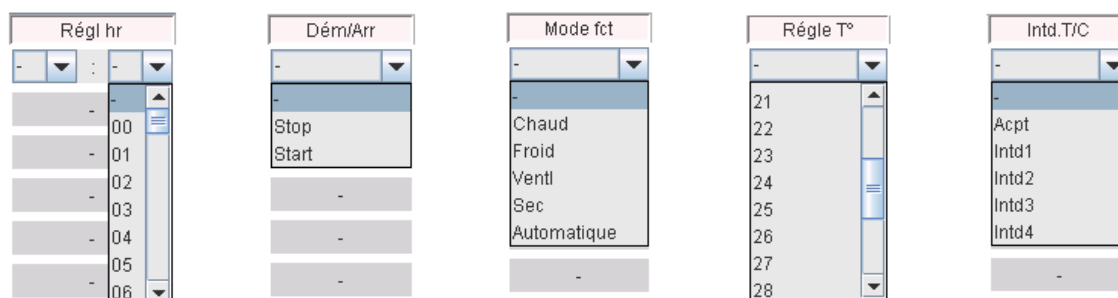 Régl hr
- : -
-
00
01
02
03
04
05
06
-
-
-
-
-
Dém/Arr
-
-
Stop
Start
-
-
-
Mode fct
-
-
Chaud
Froid
Ventl
Sec
Automatique
-
Régle T°
-
21
22
23
24
25
26
27
28
Intd.T/C
-
-
Acpt
Intd1
Intd2
Intd3
Intd4
-